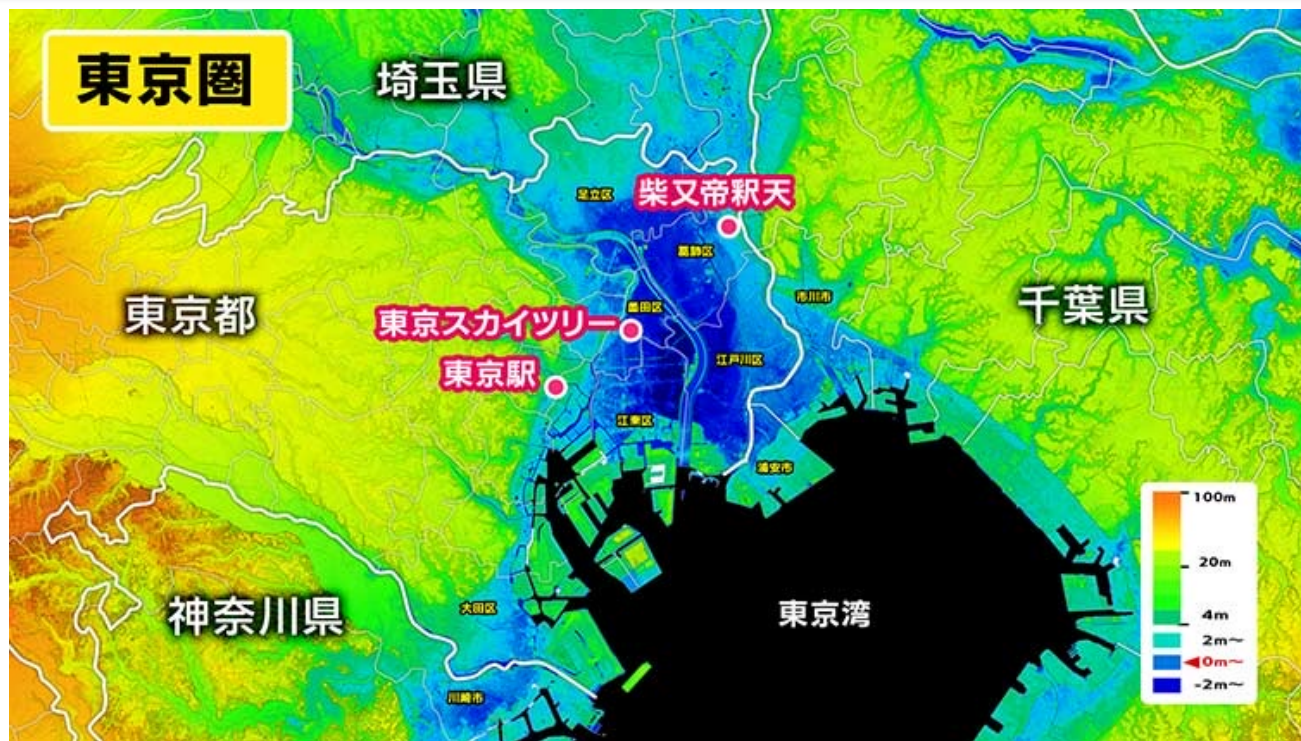 東京圏
埼玉県
足立区
柴又帝釈天
葛飾区
市川市
東京都
墨田区
千葉県
東京スカイツリー
江戸川区
東京駅
江東区
浦安市
100m
20m
4m
2m〜
0m〜
-2m〜
大田区
神奈川県
東京湾
川崎市